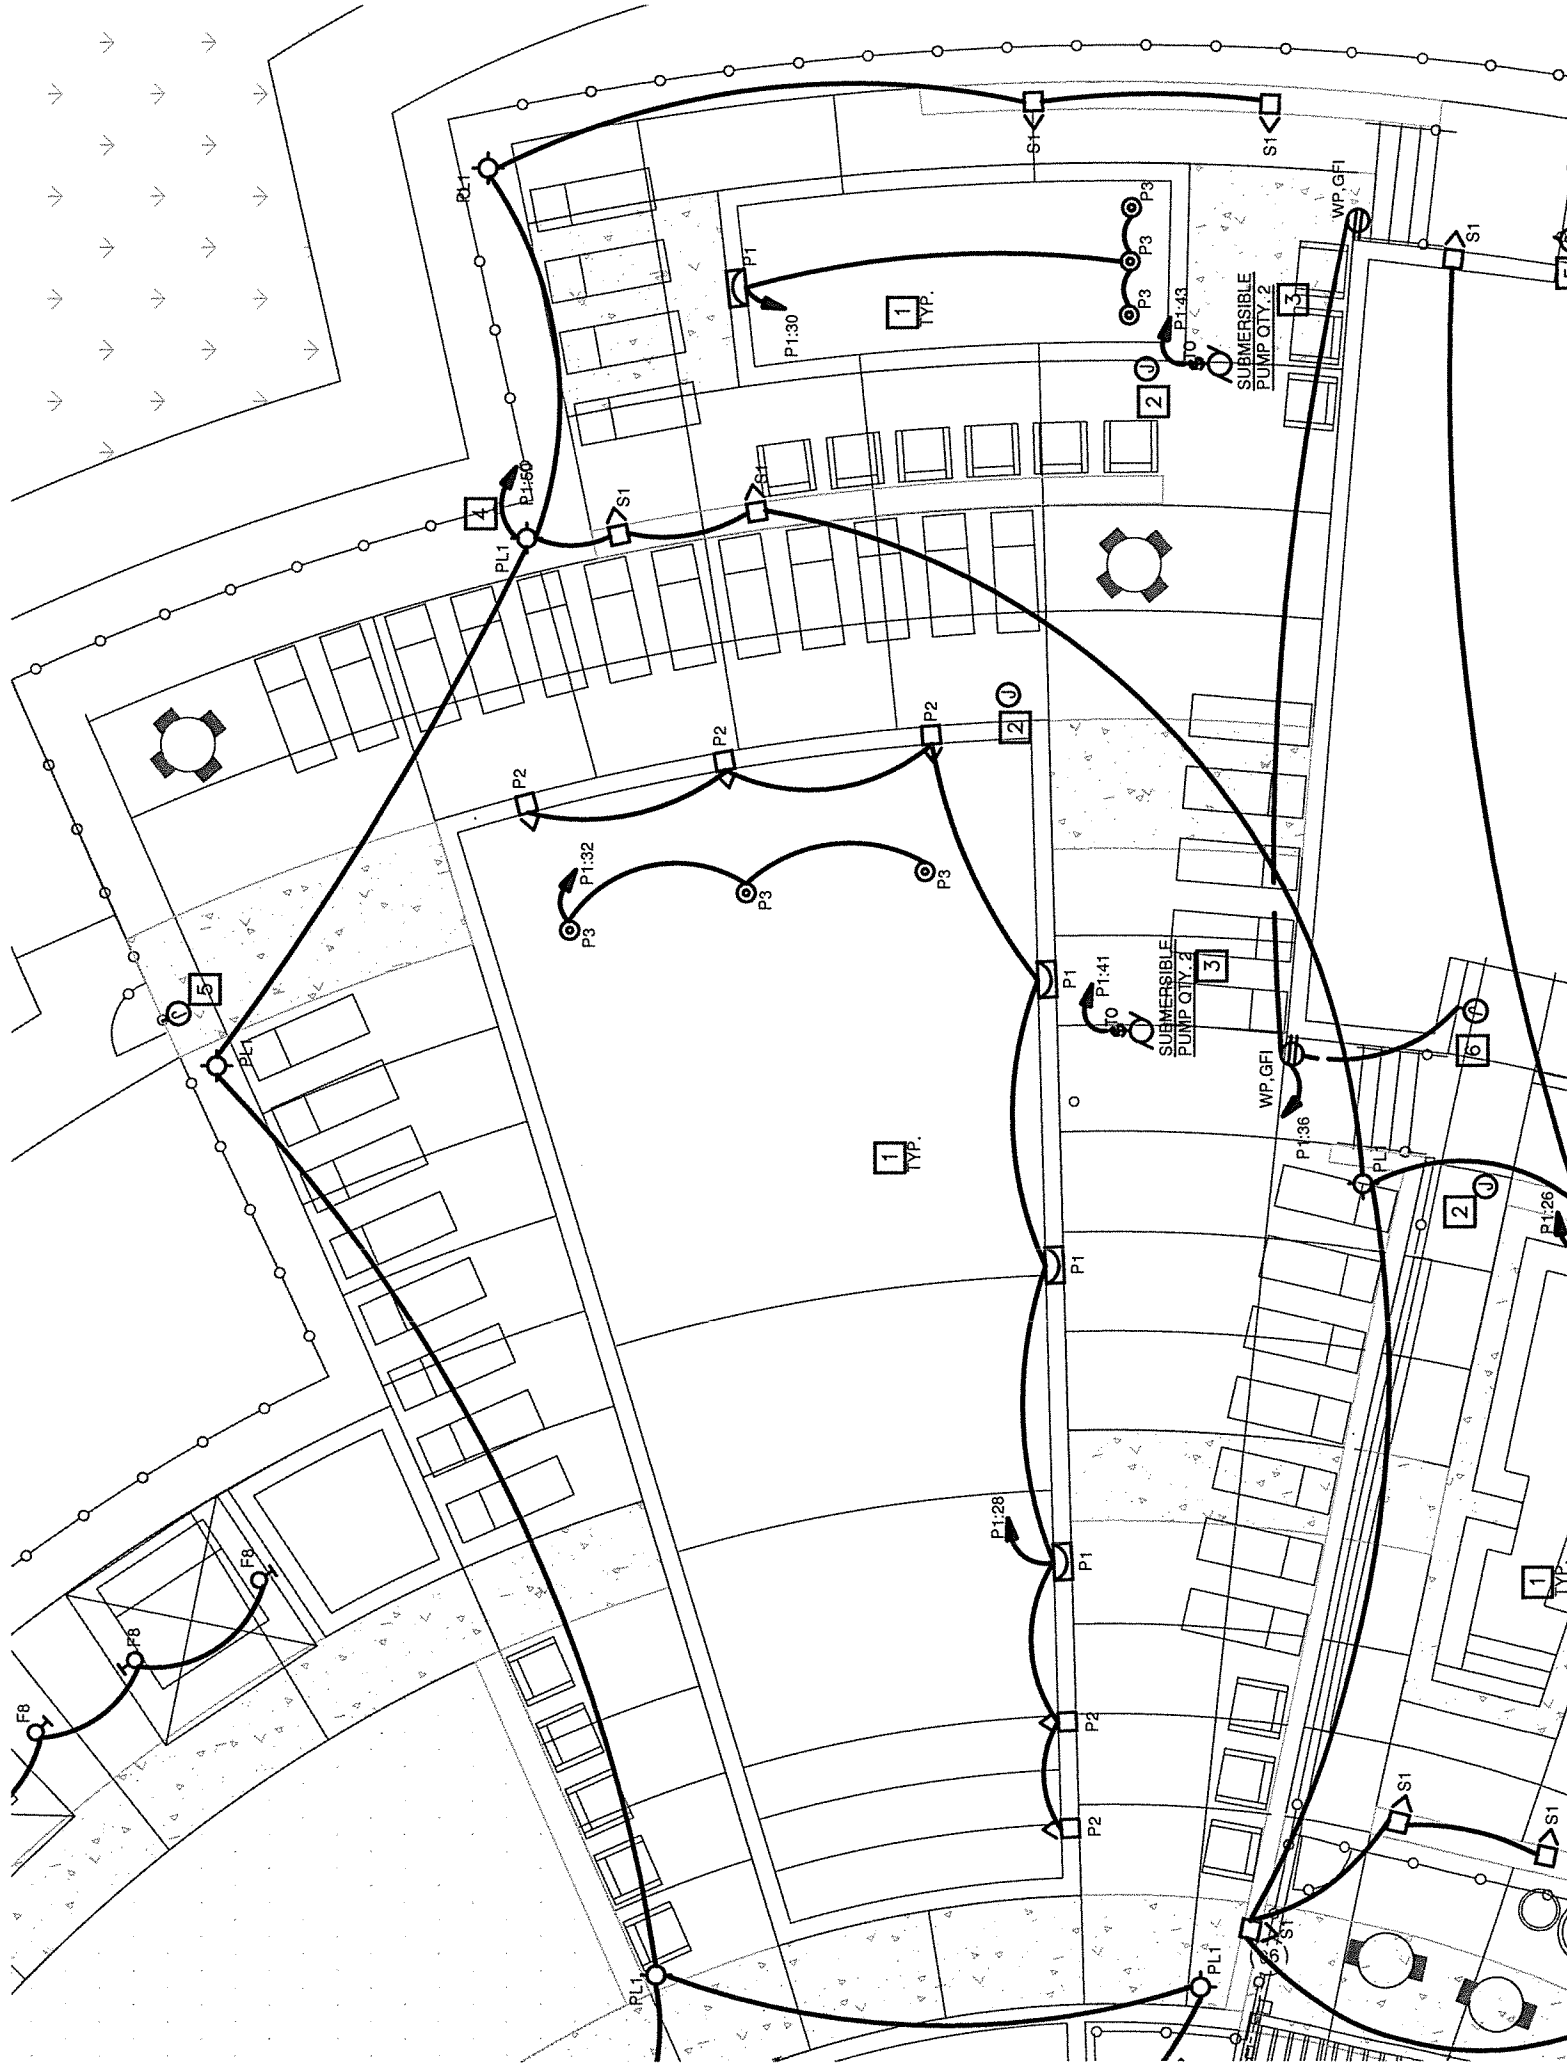 PL1
S1
S1
P3
P3
P3
P1
P1:30
1
TYP.
WP,GFI
S1
P1:43
TO
SUBMERSIBLE
PUMP QTY. 2
3
J
2
4
P1:50
PL1
S1
S1
P2
P2
P2
J
2
P1:32
P3
P3
P3
5
PL1
P1
P1:41
TO
SUBMERSIBLE
PUMP QTY. 2
3
6
WP,GFI
P1:36
1
TYP.
PL1
2
J
P1:26
P1
P1:28
P1
1
TYP.
F8
F8
F8
P2
P2
S1
S1
S1
PL1
PL1